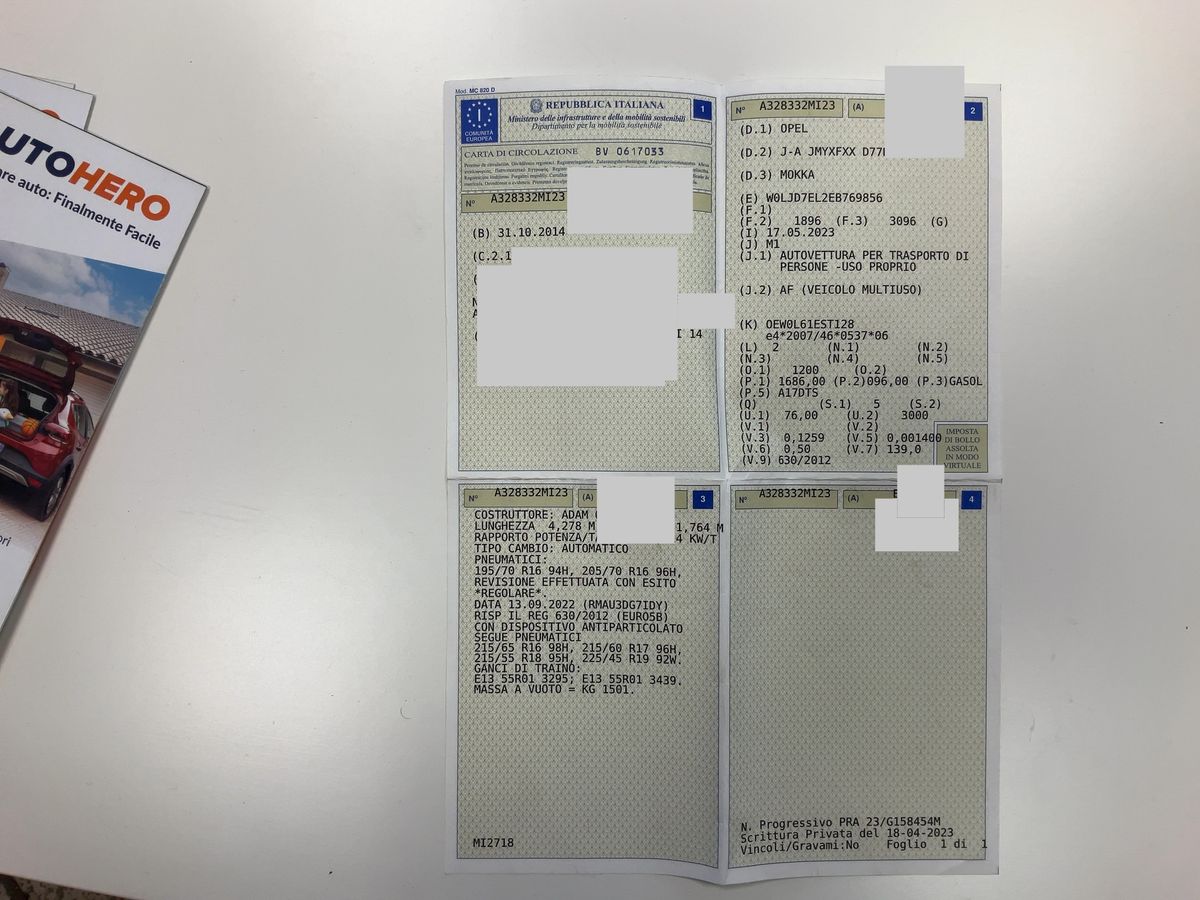 UTOHERO
are auto: Finalmente Facile
ori
Mod. MC 820 D
COMUNITÀ
EUROPEA
REPUBBLICA ITALIANA
Ministero delle infrastrutture e della mobilità sostenibili
Dipartimento per la mobilità sostenibile
1
CARTA DI CIRCOLAZIONE BV 0617033
N° A328332MI23
(B) 31.10.2014
(C.2.1
I 14
N° A328332MI23 (A) 2
(D.1) OPEL
(D.2) J-A JMYXFXX D77
(D.3) MOKKA
(E) W0LJD7EL2EB769856
(F.1)
(F.2) 1896 (F.3) 3096 (G)
(I) 17.05.2023
(J) M1
(J.1) AUTOVETTURA PER TRASPORTO DI
PERSONE -USO PROPRIO
(J.2) AF (VEICOLO MULTIUSO)
(K) OEW0L61ESTI28
e4*2007/46*0537*06
(L) 2 (N.1) (N.2)
(N.3) (N.4) (N.5)
(O.1) 1200 (O.2)
(P.1) 1686,00 (P.2)096,00 (P.3)GASOL
(P.5) A17DTS
(Q) (S.1) 5 (S.2)
(U.1) 76,00 (U.2) 3000
(V.1) (V.2)
(V.3) 0,1259 (V.5) 0,001400
(V.6) 0,50 (V.7) 139,0
(V.9) 630/2012
IMPOSTA
DI BOLLO
ASSOLTA
IN MODO
VIRTUALE
N° A328332MI23 (A) 3
COSTRUTTORE: ADAM
LUNGHEZZA 4,278 M 1,764 M
RAPPORTO POTENZA/T 4 KW/T
TIPO CAMBIO: AUTOMATICO
PNEUMATICI:
195/70 R16 94H, 205/70 R16 96H,
REVISIONE EFFETTUATA CON ESITO
*REGOLARE*.
DATA 13.09.2022 (RMAU3DG7IDY)
RISP IL REG 630/2012 (EURO5B)
CON DISPOSITIVO ANTIPARTICOLATO
SEGUE PNEUMATICI
215/65 R16 98H, 215/60 R17 96H,
215/55 R18 95H, 225/45 R19 92W.
GANCI DI TRAINO:
E13 55R01 3295; E13 55R01 3439.
MASSA A VUOTO = KG 1501.
MI2718
N° A328332MI23 (A) 4
N. Progressivo PRA 23/G158454M
Scrittura Privata del 18-04-2023
Vincoli/Gravami:No Foglio 1 di 1